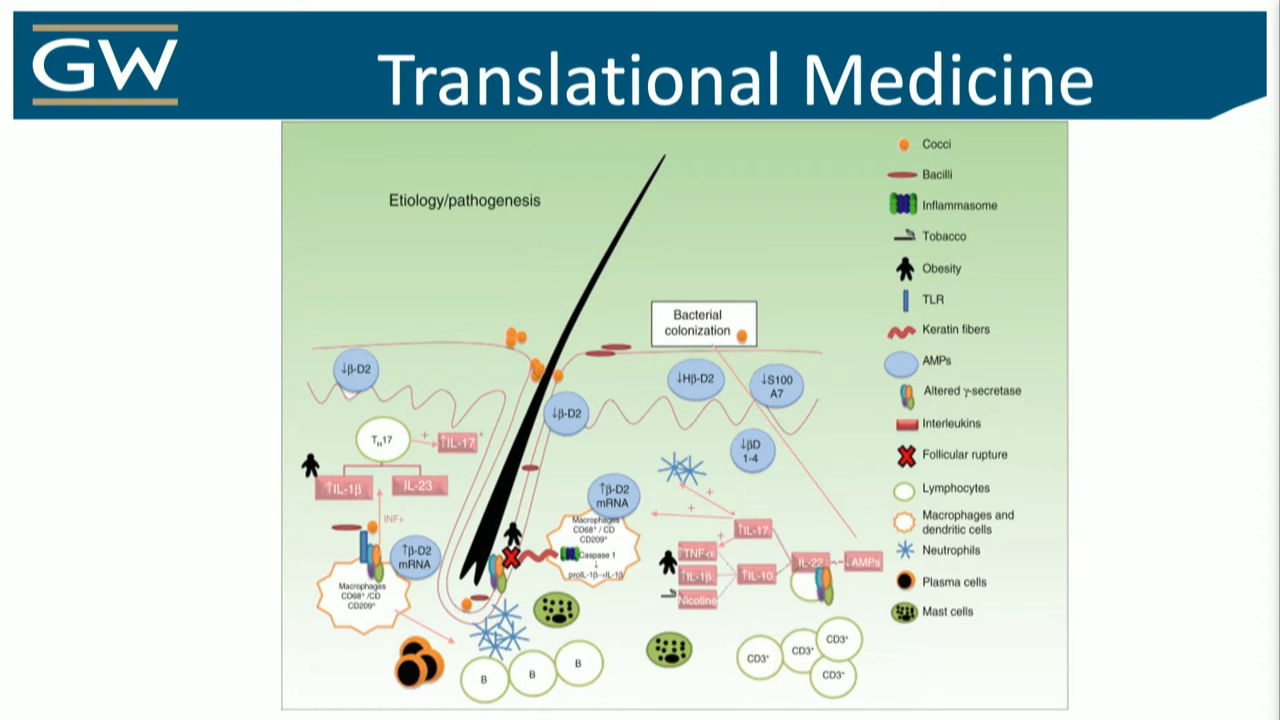 GW
Translational Medicine
Etiology/pathogenesis
Bacterial
colonization
↓β-D2
↓β-D2
↓Hβ-D2
↓S100
A7
↓βD
1-4
TH17
+
↑IL-17
*
↑IL-1β
IL-23
INF+
↑β-D2
mRNA
Macrophages
CD68+ /CD
CD209+
↑β-D2
mRNA
Macrophages
CD68+ / CD
CD209+
Caspase 1
↓
proIL-1β→IL-1β
+
+
+
↑IL-17
↑TNF-α
↑IL-1β
Nicotine
↑IL-10
IL-22
↓AMPs
B
B
B
CD3+
CD3+
CD3+
CD3+
Cocci
Bacilli
Inflammasome
Tobacco
Obesity
TLR
Keratin fibers
AMPs
Altered γ-secretase
Interleukins
Follicular rupture
Lymphocytes
Macrophages and
dendritic cells
Neutrophils
Plasma cells
Mast cells